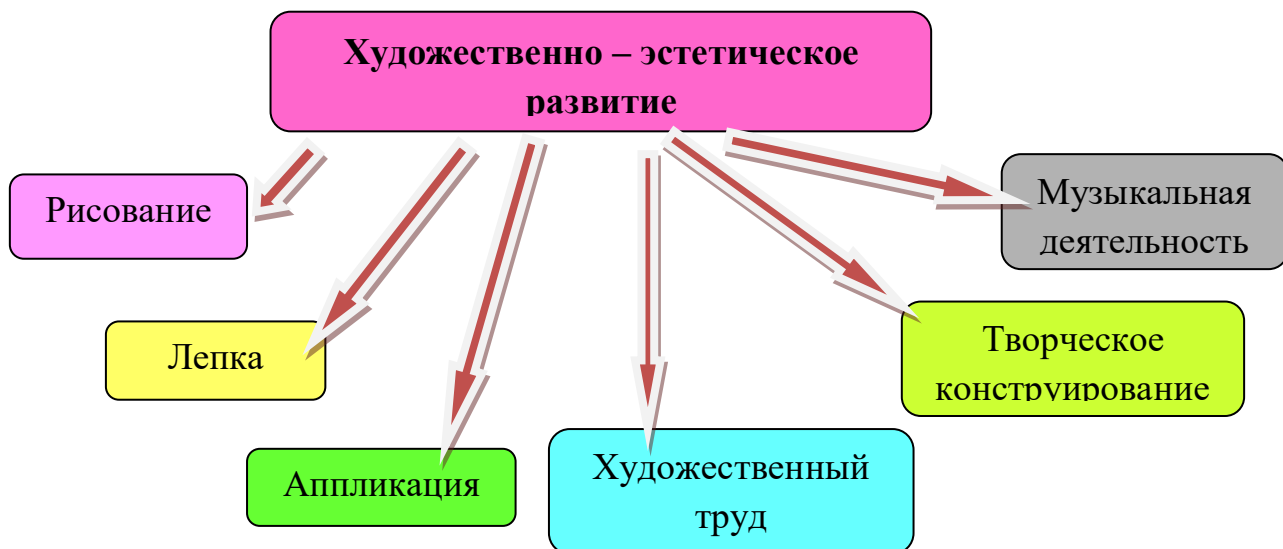 Художественно – эстетическое
развитие
Рисование
Музыкальная
деятельность
Лепка
Творческое
конструирование
Аппликация
Художественный
труд